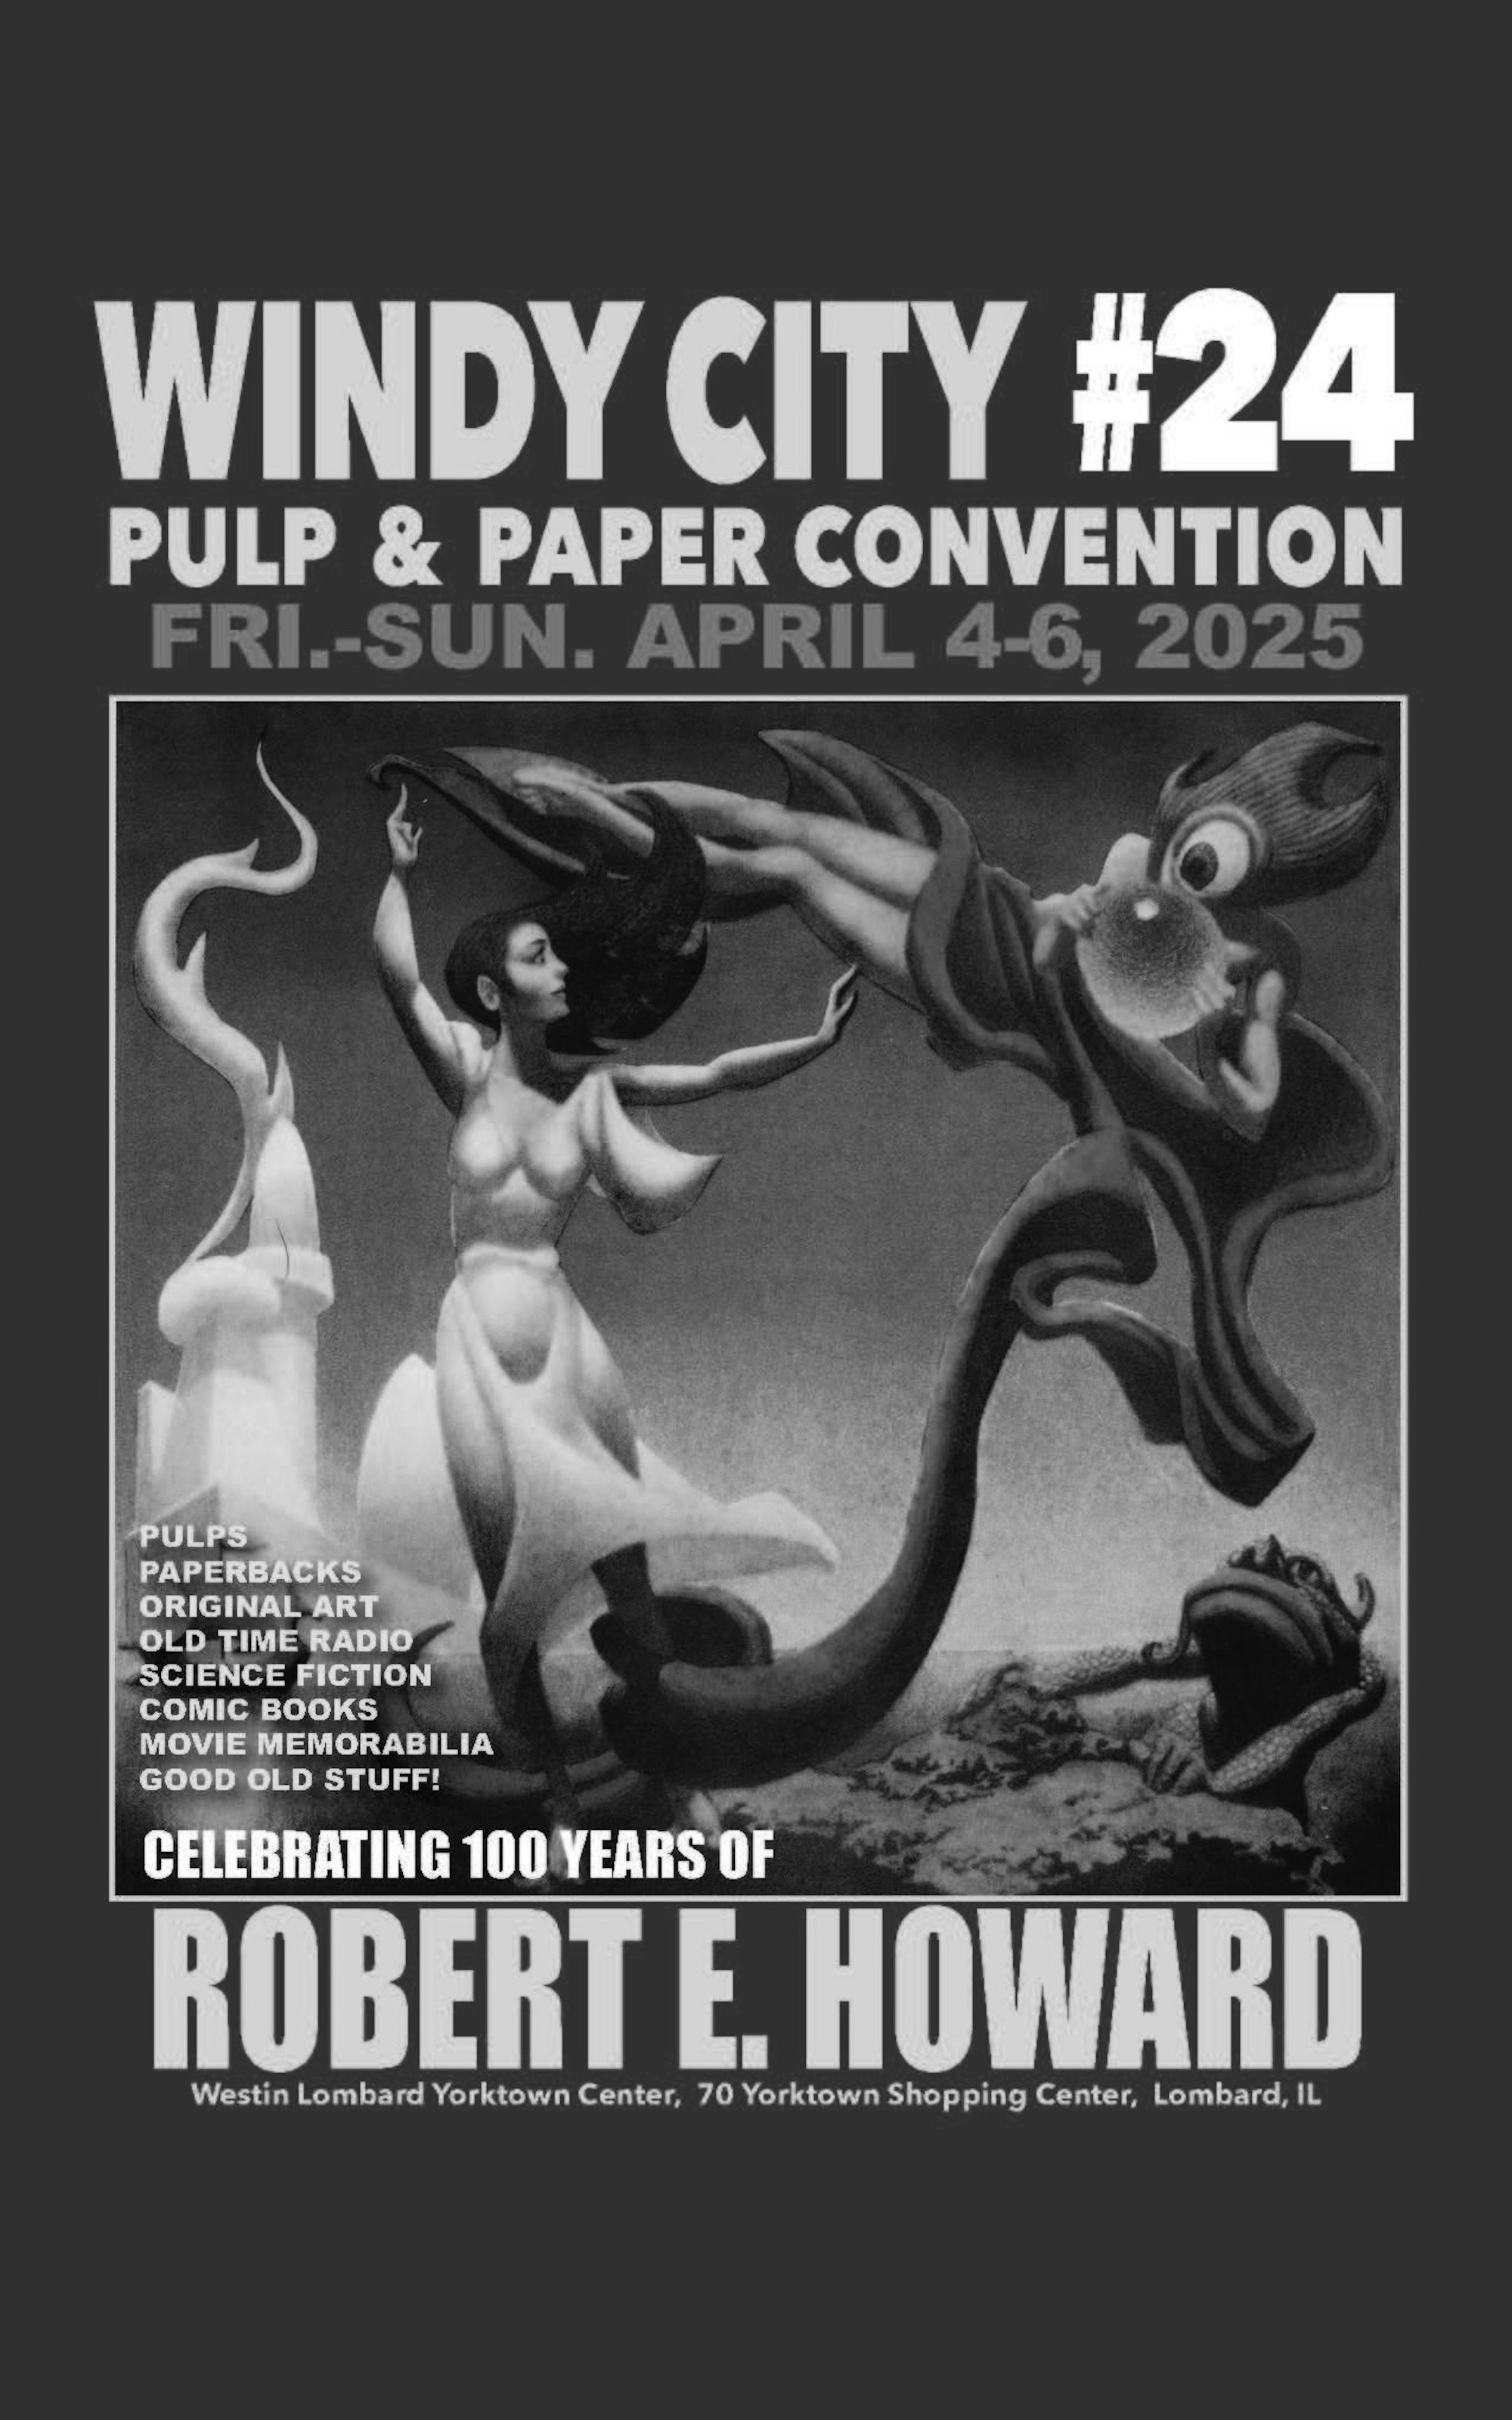 WINDY CITY #24
PULP & PAPER CONVENTION
FRI.-SUN. APRIL 4-6, 2025
PULPS
PAPERBACKS
ORIGINAL ART
OLD TIME RADIO
SCIENCE FICTION
COMIC BOOKS
MOVIE MEMORABILIA
GOOD OLD STUFF!
CELEBRATING 100 YEARS OF
ROBERT E. HOWARD
Westin Lombard Yorktown Center, 70 Yorktown Shopping Center, Lombard, IL